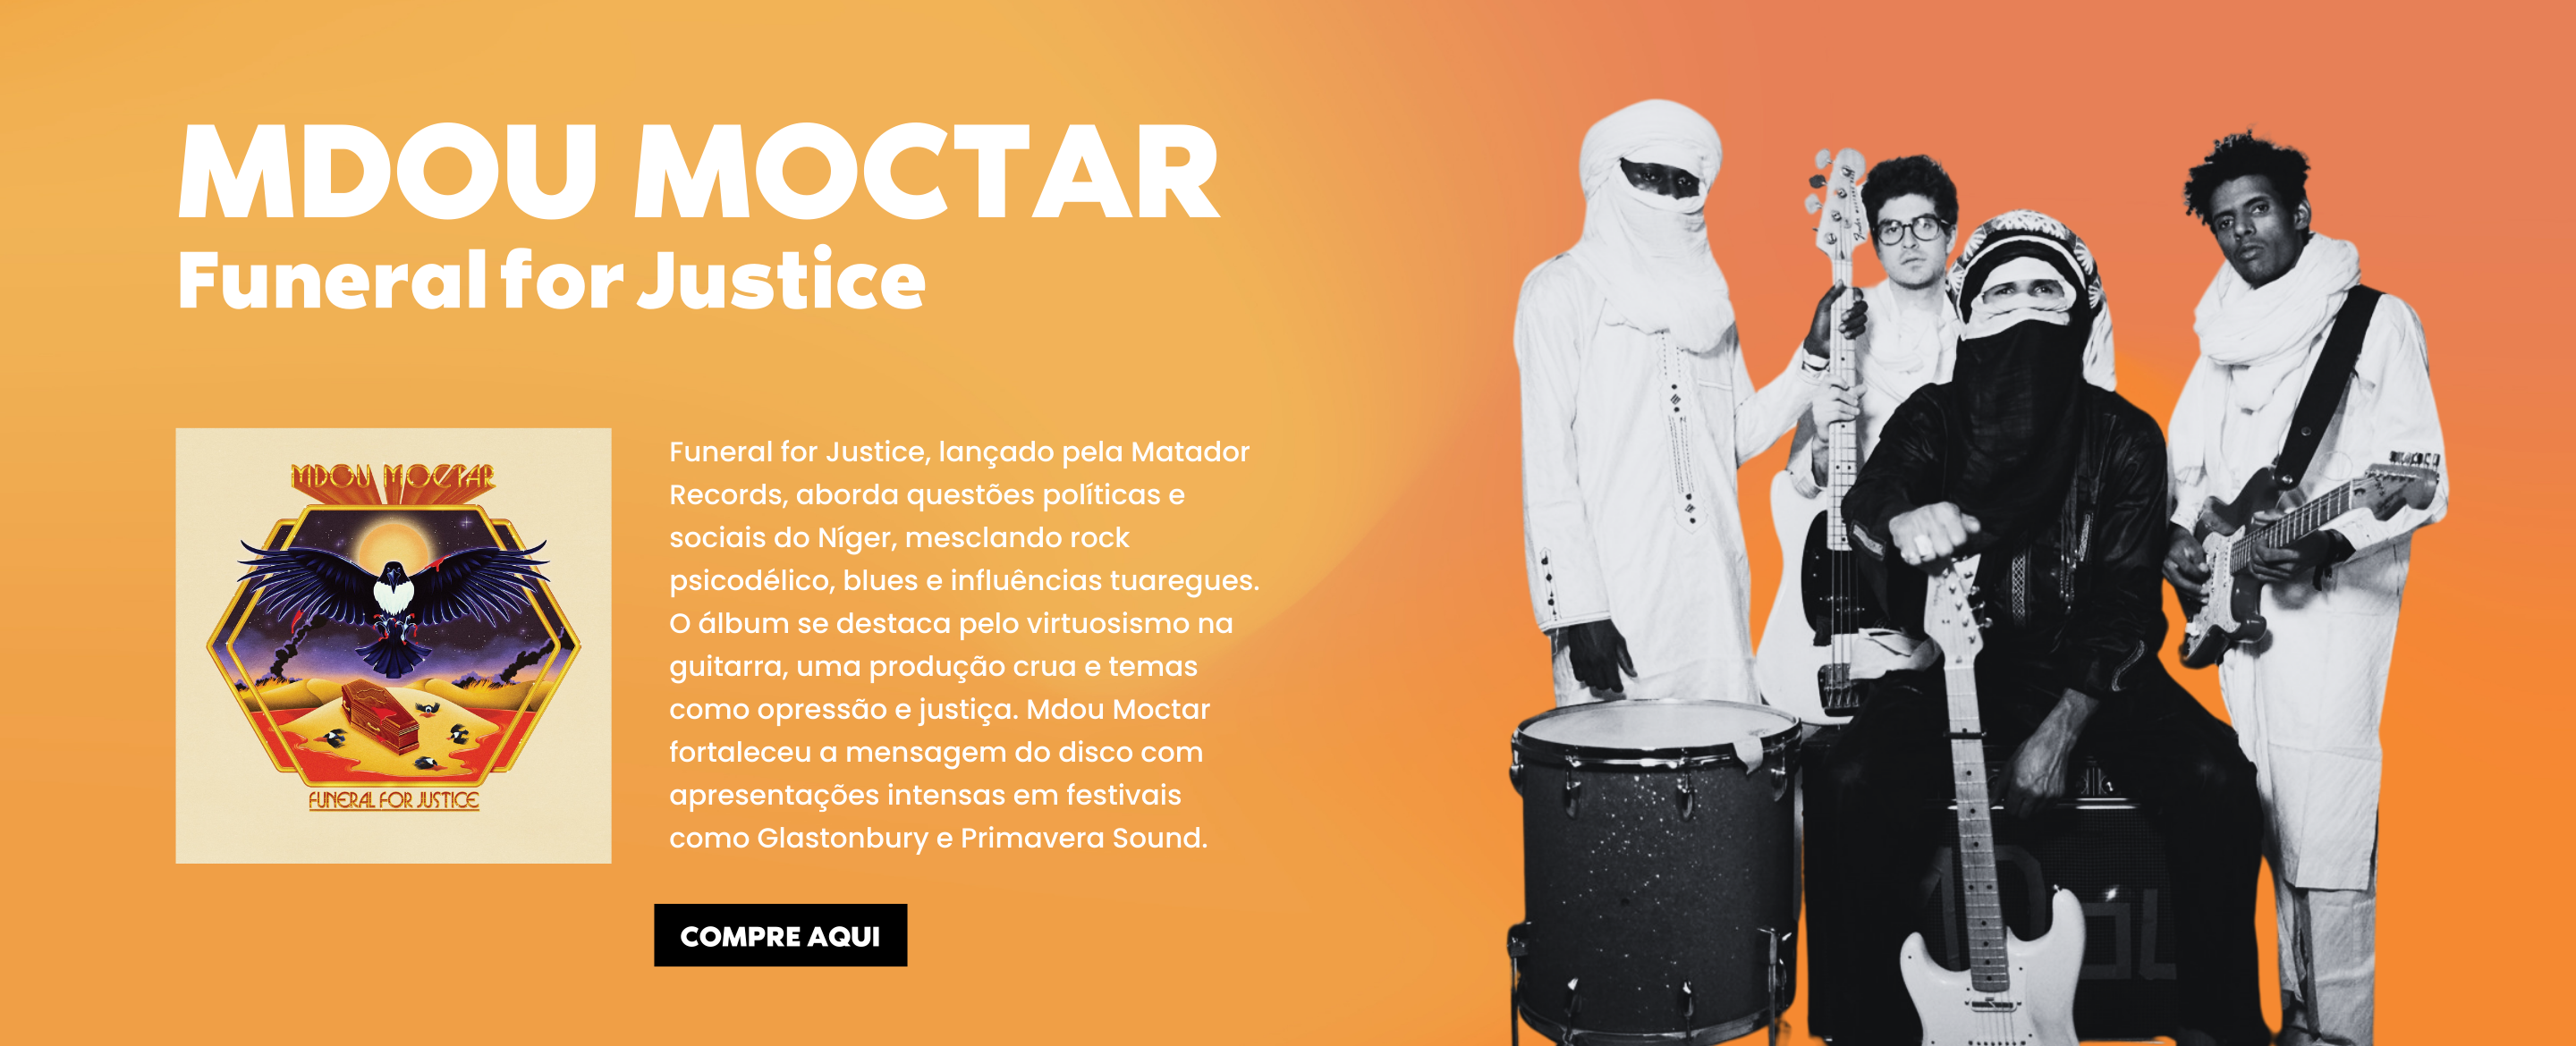 MDOU MOCTAR
Funeral for Justice
MDOU MOCTAR
FUNERAL FOR JUSTICE
Funeral for Justice, lançado pela Matador
Records, aborda questões políticas e
sociais do Níger, mesclando rock
psicodélico, blues e influências tuaregues.
O álbum se destaca pelo virtuosismo na
guitarra, uma produção crua e temas
como opressão e justiça. Mdou Moctar
fortaleceu a mensagem do disco com
apresentações intensas em festivais
como Glastonbury e Primavera Sound.
COMPRE AQUI